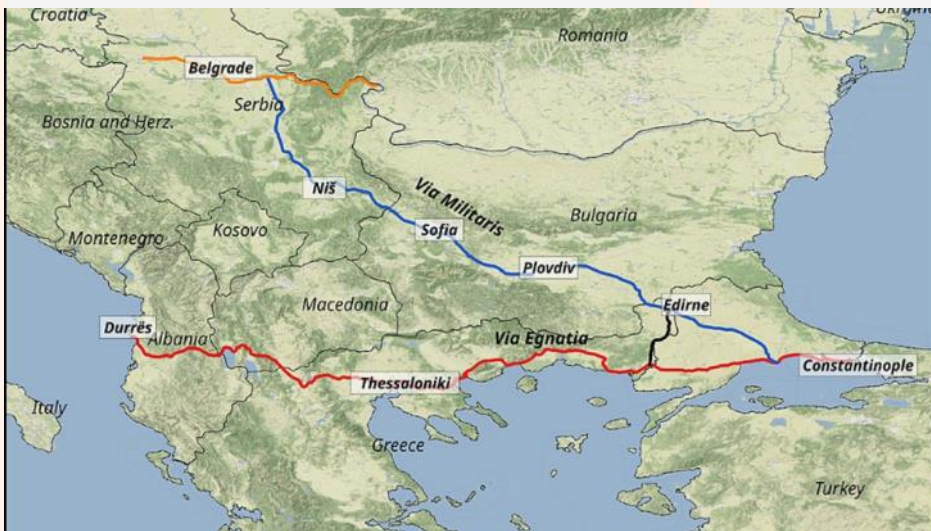 Croatia
Ukraine
Romania
Belgrade
Serbia
Bosnia and Herz.
Niš
Via Militaris
Bulgaria
Sofia
Montenegro
Kosovo
Plovdiv
Macedonia
Edirne
Durrës
Albania
Via Egnatia
Constantinople
Thessaloniki
Italy
Greece
Turkey